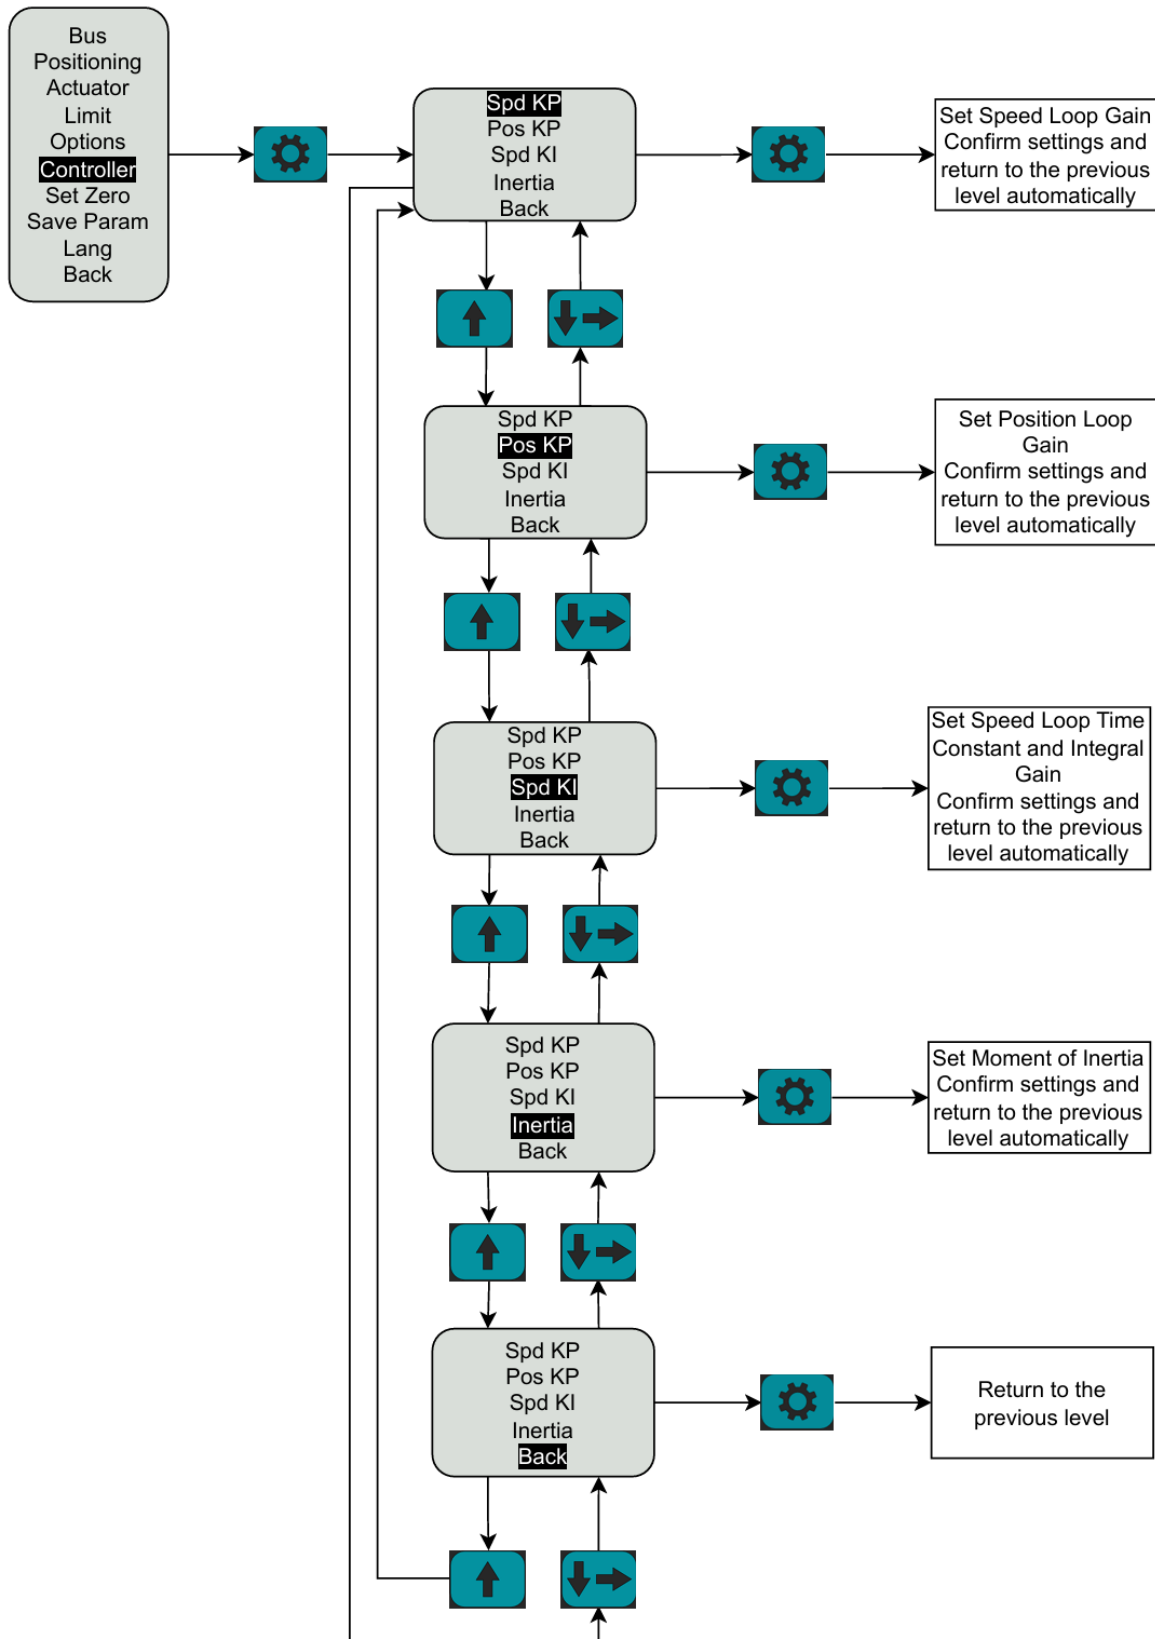 Bus
Positioning
Actuator
Limit
Options
Controller
Set Zero
Save Param
Lang
Back
Spd KP
Pos KP
Spd KI
Inertia
Back
Set Speed Loop Gain
Confirm settings and
return to the previous
level automatically
Spd KP
Pos KP
Spd KI
Inertia
Back
Set Position Loop
Gain
Confirm settings and
return to the previous
level automatically
Spd KP
Pos KP
Spd KI
Inertia
Back
Set Speed Loop Time
Constant and Integral
Gain
Confirm settings and
return to the previous
level automatically
Spd KP
Pos KP
Spd KI
Inertia
Back
Set Moment of Inertia
Confirm settings and
return to the previous
level automatically
Spd KP
Pos KP
Spd KI
Inertia
Back
Return to the
previous level